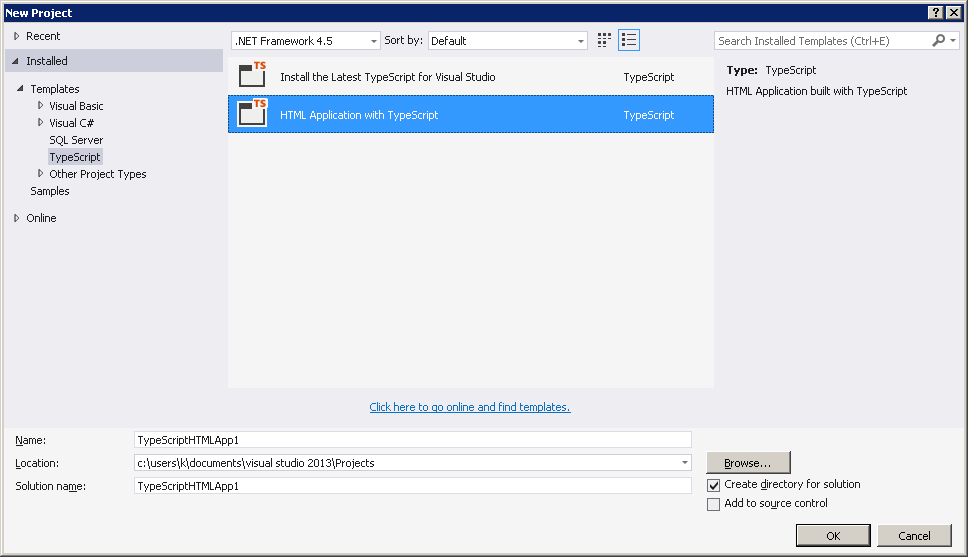 New Project
Recent
Installed
Templates
Visual Basic
Visual C#
SQL Server
TypeScript
Other Project Types
Samples
Online
.NET Framework 4.5 Sort by: Default
TS Install the Latest TypeScript for Visual Studio TypeScript
TS HTML Application with TypeScript TypeScript
Click here to go online and find templates.
Search Installed Templates (Ctrl+E)
Type: TypeScript
HTML Application built with TypeScript
Name: TypeScriptHTMLApp1
Location: c:\users\k\documents\visual studio 2013\Projects
Browse...
Solution name: TypeScriptHTMLApp1
Create directory for solution
Add to source control
OK Cancel